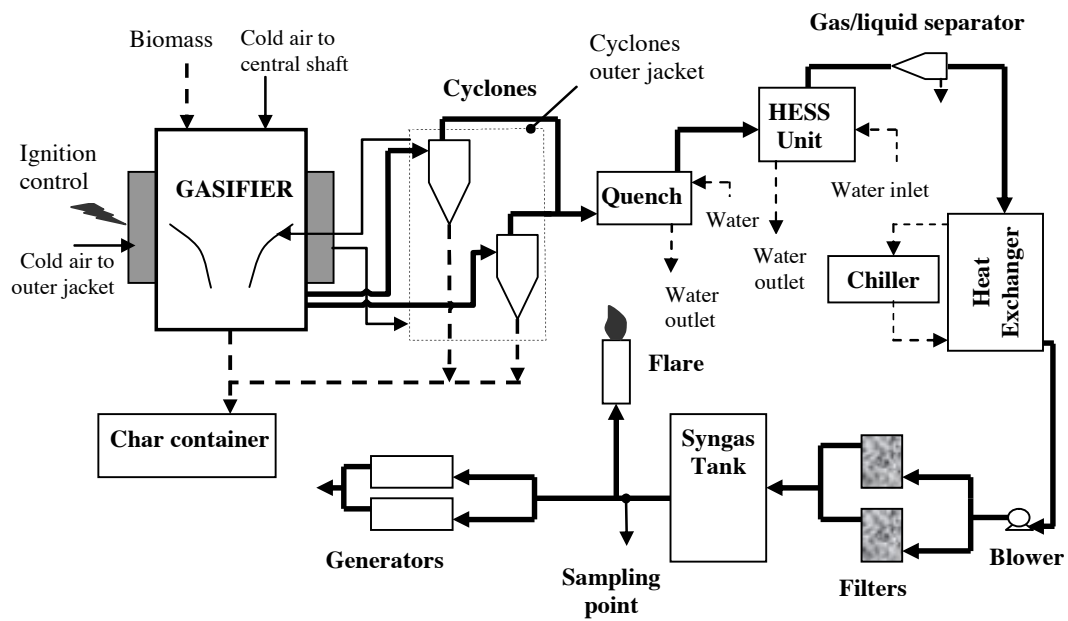 Gas/liquid separator
Biomass
Cold air to
central shaft
Cyclones
outer jacket
Cyclones
HESS
Unit
Ignition
control
GASIFIER
Quench
Water
Water inlet
Cold air to
outer jacket
Water
outlet
Water
outlet
Chiller
Heat
Exchanger
Flare
Char container
Syngas
Tank
Generators
Sampling
point
Filters
Blower